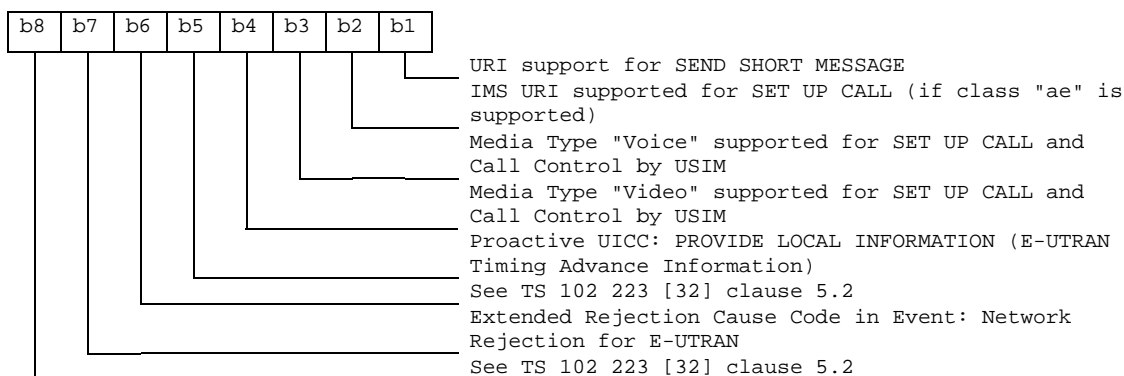 b8 b7 b6 b5 b4 b3 b2 b1
URI support for SEND SHORT MESSAGE
IMS URI supported for SET UP CALL (if class "ae" is
supported)
Media Type "Voice" supported for SET UP CALL and
Call Control by USIM
Media Type "Video" supported for SET UP CALL and
Call Control by USIM
Proactive UICC: PROVIDE LOCAL INFORMATION (E-UTRAN
Timing Advance Information)
See TS 102 223 [32] clause 5.2
Extended Rejection Cause Code in Event: Network
Rejection for E-UTRAN
See TS 102 223 [32] clause 5.2